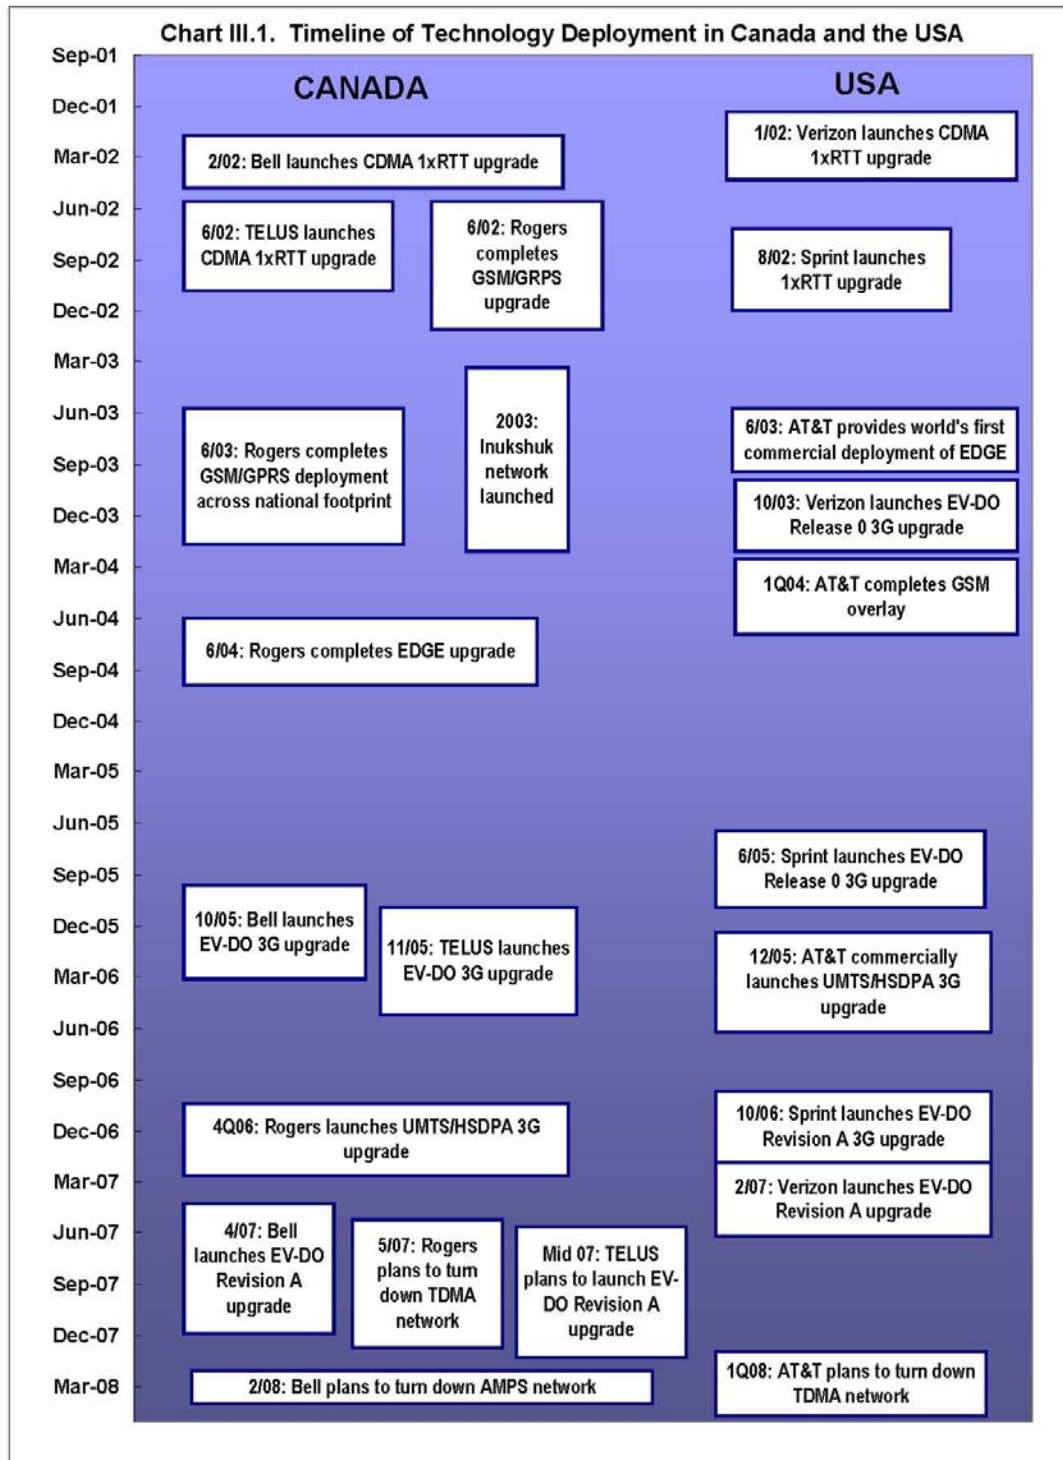 Chart III.1.  Timeline of Technology Deployment in Canada and the USA
Sep-01
Dec-01
Mar-02
Jun-02
Sep-02
Dec-02
Mar-03
Jun-03
Sep-03
Dec-03
Mar-04
Jun-04
Sep-04
Dec-04
Mar-05
Jun-05
Sep-05
Dec-05
Mar-06
Jun-06
Sep-06
Dec-06
Mar-07
Jun-07
Sep-07
Dec-07
Mar-08
CANADA
2/02: Bell launches CDMA 1xRTT upgrade
6/02: TELUS launches
CDMA 1xRTT upgrade
6/02: Rogers
completes
GSM/GRPS
upgrade
6/03: Rogers completes
GSM/GPRS deployment
across national footprint
2003:
Inukshuk
network
launched
6/04: Rogers completes EDGE upgrade
10/05: Bell launches
EV-DO 3G upgrade
11/05: TELUS launches
EV-DO 3G upgrade
4Q06: Rogers launches UMTS/HSDPA 3G
upgrade
4/07: Bell
launches EV-DO
Revision A
upgrade
5/07: Rogers
plans to turn
down TDMA
network
Mid 07: TELUS
plans to launch EV-
DO Revision A
upgrade
2/08: Bell plans to turn down AMPS network
USA
1/02: Verizon launches CDMA
1xRTT upgrade
8/02: Sprint launches
1xRTT upgrade
6/03: AT&T provides world's first
commercial deployment of EDGE
10/03: Verizon launches EV-DO
Release 0 3G upgrade
1Q04: AT&T completes GSM
overlay
6/05: Sprint launches EV-DO
Release 0 3G upgrade
12/05: AT&T commercially
launches UMTS/HSDPA 3G
upgrade
10/06: Sprint launches EV-DO
Revision A 3G upgrade
2/07: Verizon launches EV-DO
Revision A upgrade
1Q08: AT&T plans to turn down
TDMA network